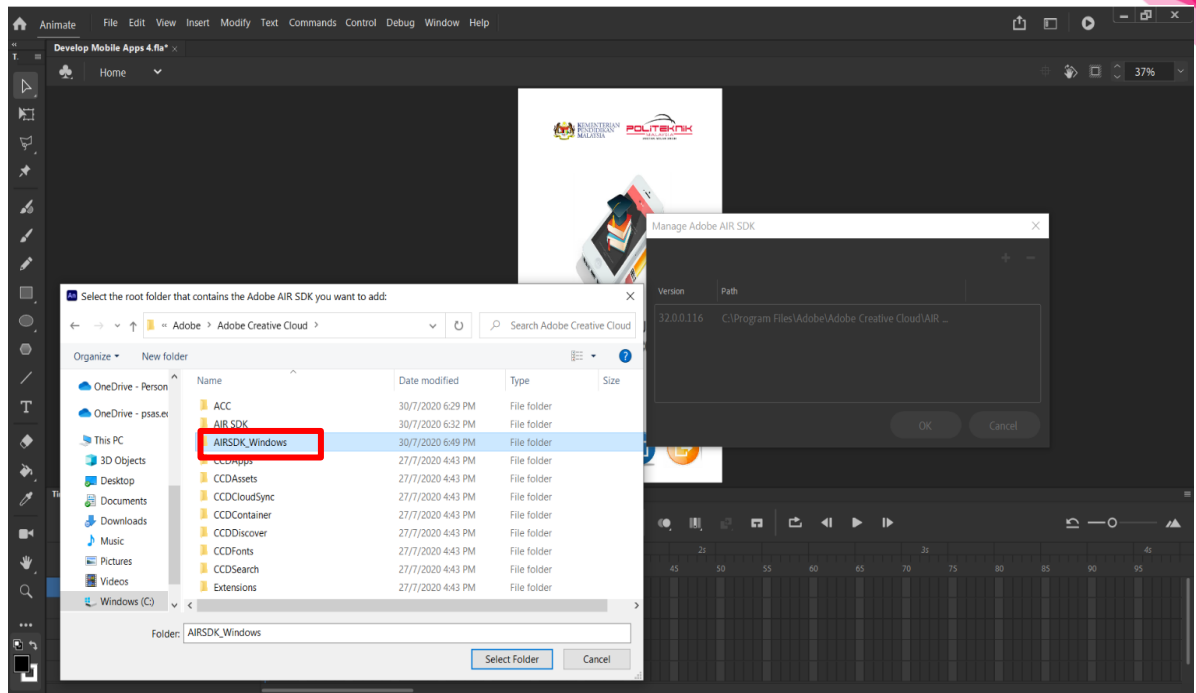 Animate File Edit View Insert Modify Text Commands Control Debug Window Help
T.
Develop Mobile Apps 4.fla* ×
Home
37%
KEMENTERIAN
PENDIDIKAN
MALAYSIA
POLITEKNIK
MALAYSIA
Manage Adobe AIR SDK
Version Path
32.0.0.116 C:\Program Files\Adobe\Adobe Creative Cloud\AIR ...
OK Cancel
Select the root folder that contains the Adobe AIR SDK you want to add:
« Adobe > Adobe Creative Cloud >
Search Adobe Creative Cloud
Organize New folder
OneDrive - Person
OneDrive - psas.ec
This PC
3D Objects
Desktop
Documents
Downloads
Music
Pictures
Videos
Windows (C:)
Name Date modified Type Size
ACC 30/7/2020 6:29 PM File folder
AIR SDK 30/7/2020 6:32 PM File folder
AIRSDK_Windows 30/7/2020 6:49 PM File folder
CCDApps 27/7/2020 4:43 PM File folder
CCDAssets 27/7/2020 4:43 PM File folder
CCDCloudSync 27/7/2020 4:43 PM File folder
CCDContainer 27/7/2020 4:43 PM File folder
CCDDiscover 27/7/2020 4:43 PM File folder
CCDFonts 27/7/2020 4:43 PM File folder
CCDSearch 27/7/2020 4:43 PM File folder
Extensions 27/7/2020 4:43 PM File folder
Folder: AIRSDK_Windows
Select Folder Cancel
Ti
2s 3s 4s
45 50 55 60 65 70 75 80 85 90 95